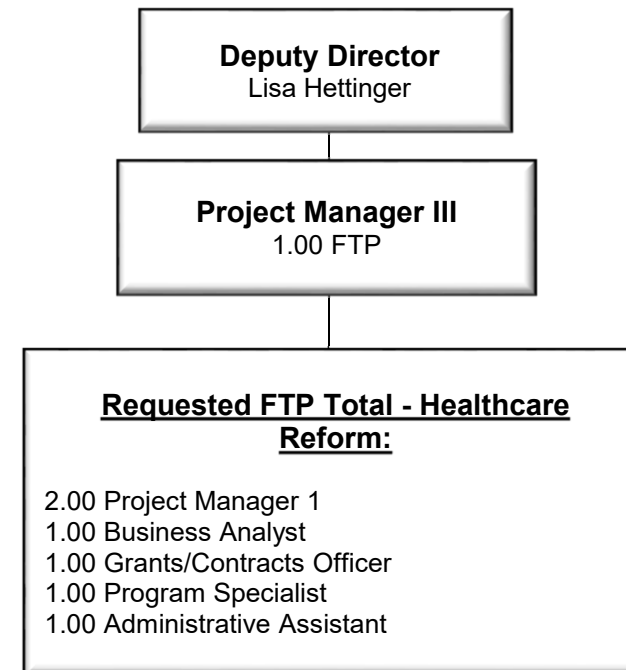 Deputy Director
Lisa Hettinger
Project Manager III
1.00 FTP
Requested FTP Total - Healthcare
Reform:
2.00 Project Manager 1
1.00 Business Analyst
1.00 Grants/Contracts Officer
1.00 Program Specialist
1.00 Administrative Assistant